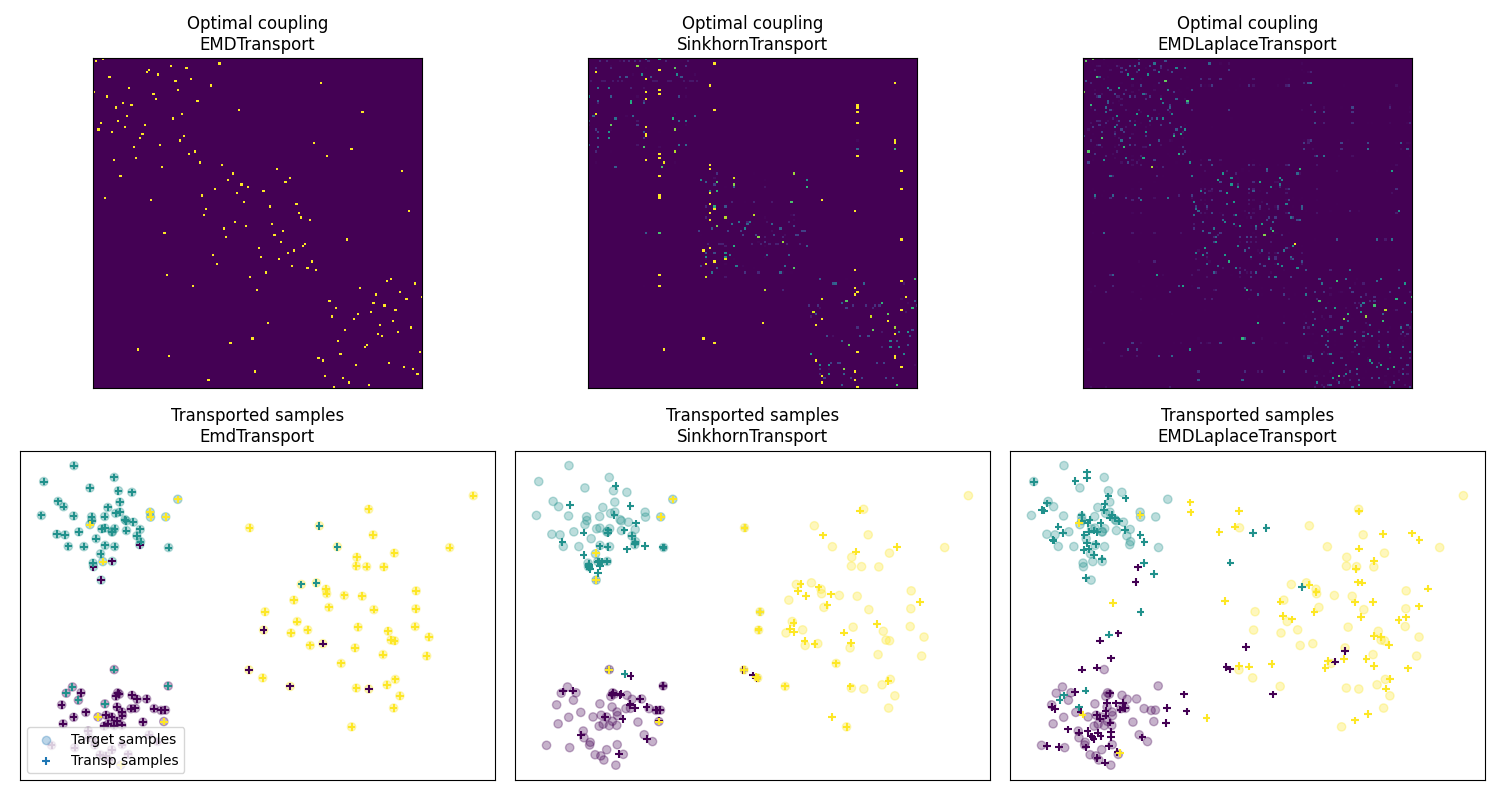 Optimal coupling
EMDTransport
Optimal coupling
SinkhornTransport
Optimal coupling
EMDLaplaceTransport
Transported samples
EmdTransport
Transported samples
SinkhornTransport
Transported samples
EMDLaplaceTransport
Target samples
Transp samples